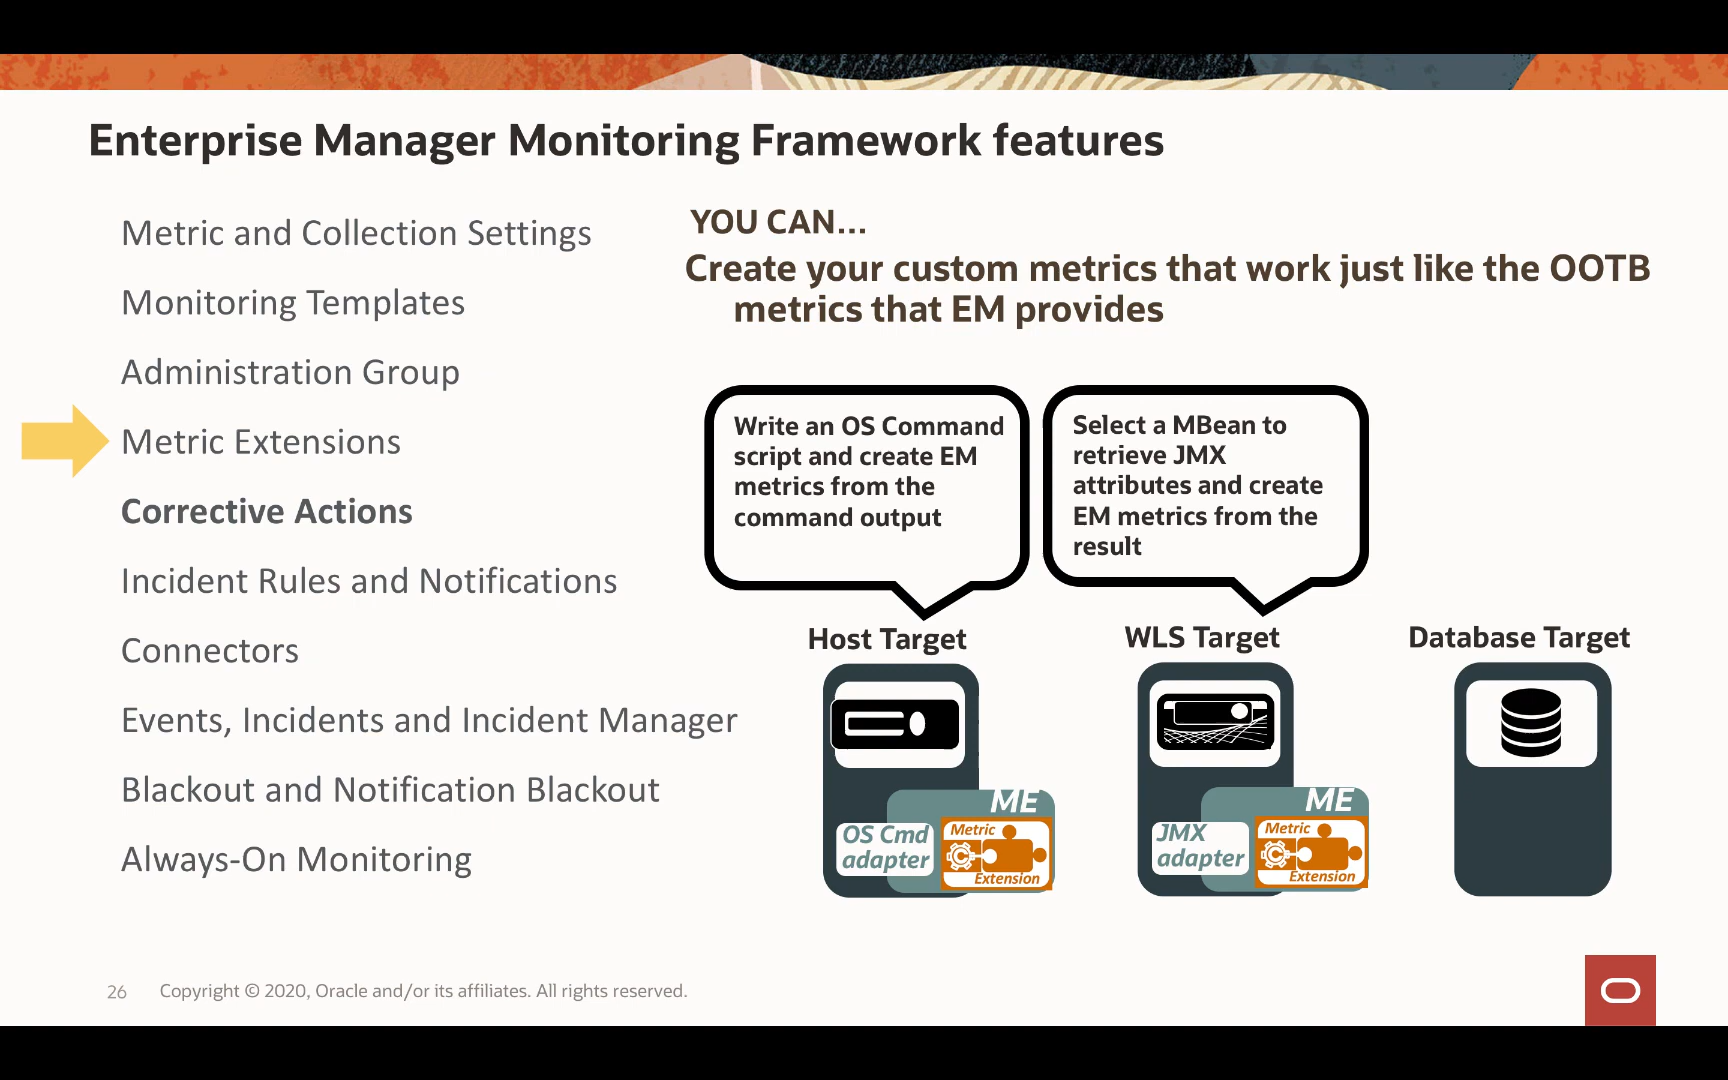 Enterprise Manager Monitoring Framework features
Metric and Collection Settings
Monitoring Templates
Administration Group
Metric Extensions
Corrective Actions
Incident Rules and Notifications
Connectors
Events, Incidents and Incident Manager
Blackout and Notification Blackout
Always-On Monitoring
YOU CAN...
Create your custom metrics that work just like the OOTB
metrics that EM provides
Write an OS Command
script and create EM
metrics from the
command output
Select a MBean to
retrieve JMX
attributes and create
EM metrics from the
result
Host Target
WLS Target
Database Target
ME
OS Cmd
adapter
Metric
Extension
ME
JMX
adapter
Metric
Extension
26
Copyright © 2020, Oracle and/or its affiliates. All rights reserved.